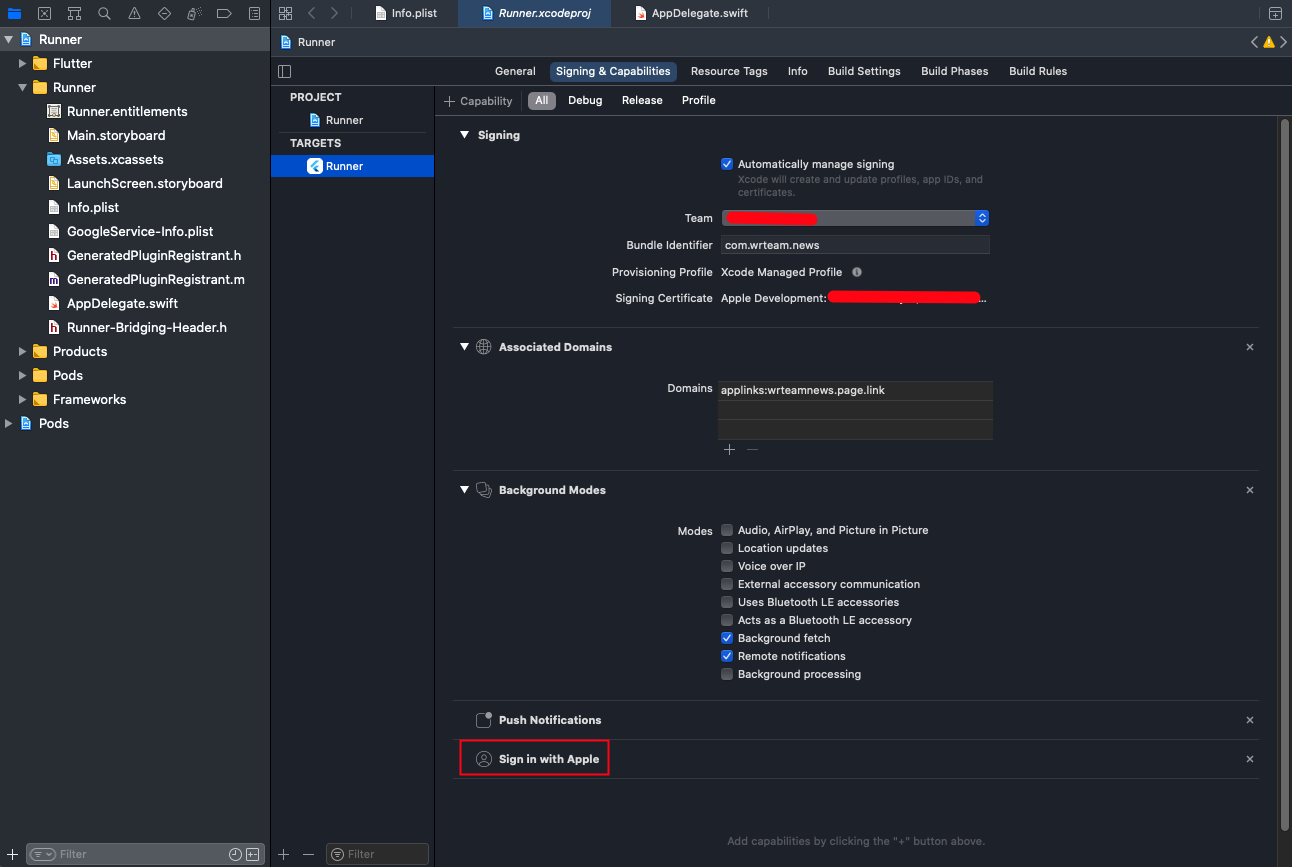 Info.plist
Runner.xcodeproj
AppDelegate.swift
Runner
Flutter
Runner
Runner.entitlements
Main.storyboard
Assets.xcassets
LaunchScreen.storyboard
Info.plist
GoogleService-Info.plist
GeneratedPluginRegistrant.h
GeneratedPluginRegistrant.m
AppDelegate.swift
Runner-Bridging-Header.h
Products
Pods
Frameworks
Pods
Filter
Runner
General Signing & Capabilities Resource Tags Info Build Settings Build Phases Build Rules
PROJECT
Runner
TARGETS
Runner
Filter
+ Capability All Debug Release Profile
Signing
Automatically manage signing
Xcode will create and update profiles, app IDs, and
certificates.
Team
Bundle Identifier com.wrteam.news
Provisioning Profile Xcode Managed Profile
Signing Certificate Apple Development: ...
Associated Domains
Domains applinks:wrteamnews.page.link
Background Modes
Modes Audio, AirPlay, and Picture in Picture
Location updates
Voice over IP
External accessory communication
Uses Bluetooth LE accessories
Acts as a Bluetooth LE accessory
Background fetch
Remote notifications
Background processing
Push Notifications
Sign in with Apple
Add capabilities by clicking the "+" button above.